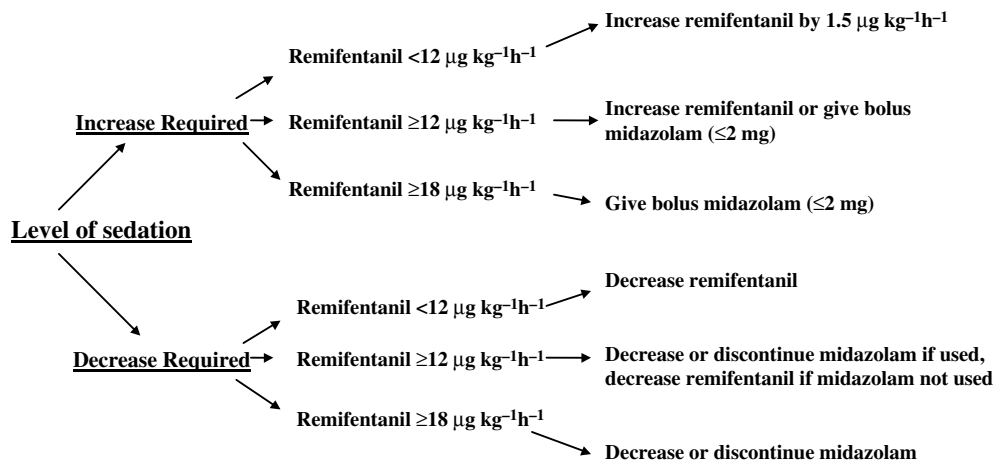 Increase remifentanil by 1.5 µg kg⁻¹h⁻¹
Remifentanil <12 µg kg⁻¹h⁻¹
Increase Required
Remifentanil ≥12 µg kg⁻¹h⁻¹
Increase remifentanil or give bolus
midazolam (≤2 mg)
Remifentanil ≥18 µg kg⁻¹h⁻¹
Give bolus midazolam (≤2 mg)
Level of sedation
Decrease remifentanil
Remifentanil <12 µg kg⁻¹h⁻¹
Decrease Required
Remifentanil ≥12 µg kg⁻¹h⁻¹
Decrease or discontinue midazolam if used,
decrease remifentanil if midazolam not used
Remifentanil ≥18 µg kg⁻¹h⁻¹
Decrease or discontinue midazolam